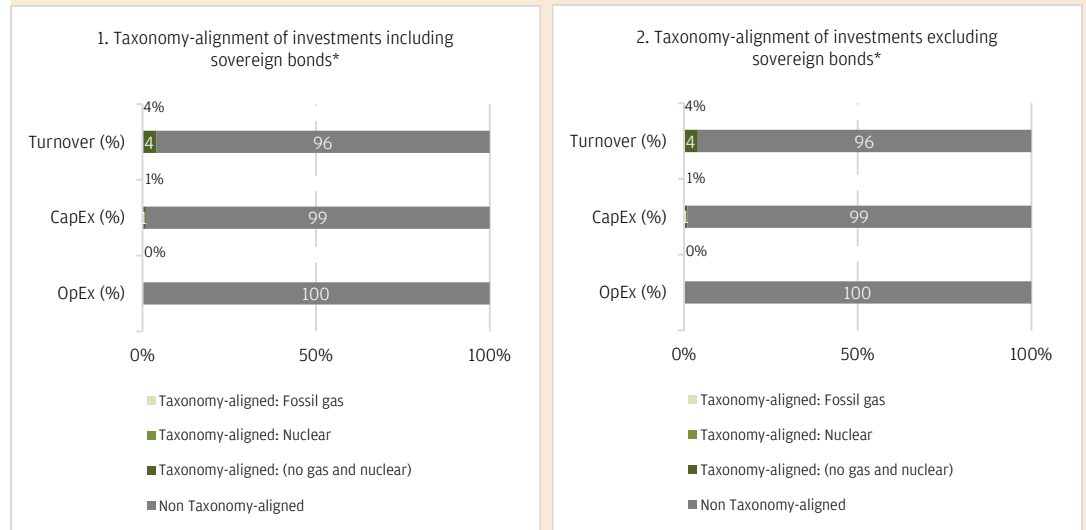 1. Taxonomy-alignment of investments including
sovereign bonds*
4%
Turnover (%)
4
96
1%
CapEx (%)
1
99
0%
OpEx (%)
100
0%
50%
100%
Taxonomy-aligned: Fossil gas
Taxonomy-aligned: Nuclear
Taxonomy-aligned: (no gas and nuclear)
Non Taxonomy-aligned
2. Taxonomy-alignment of investments excluding
sovereign bonds*
4%
Turnover (%)
4
96
1%
CapEx (%)
1
99
0%
OpEx (%)
100
0%
50%
100%
Taxonomy-aligned: Fossil gas
Taxonomy-aligned: Nuclear
Taxonomy-aligned: (no gas and nuclear)
Non Taxonomy-aligned